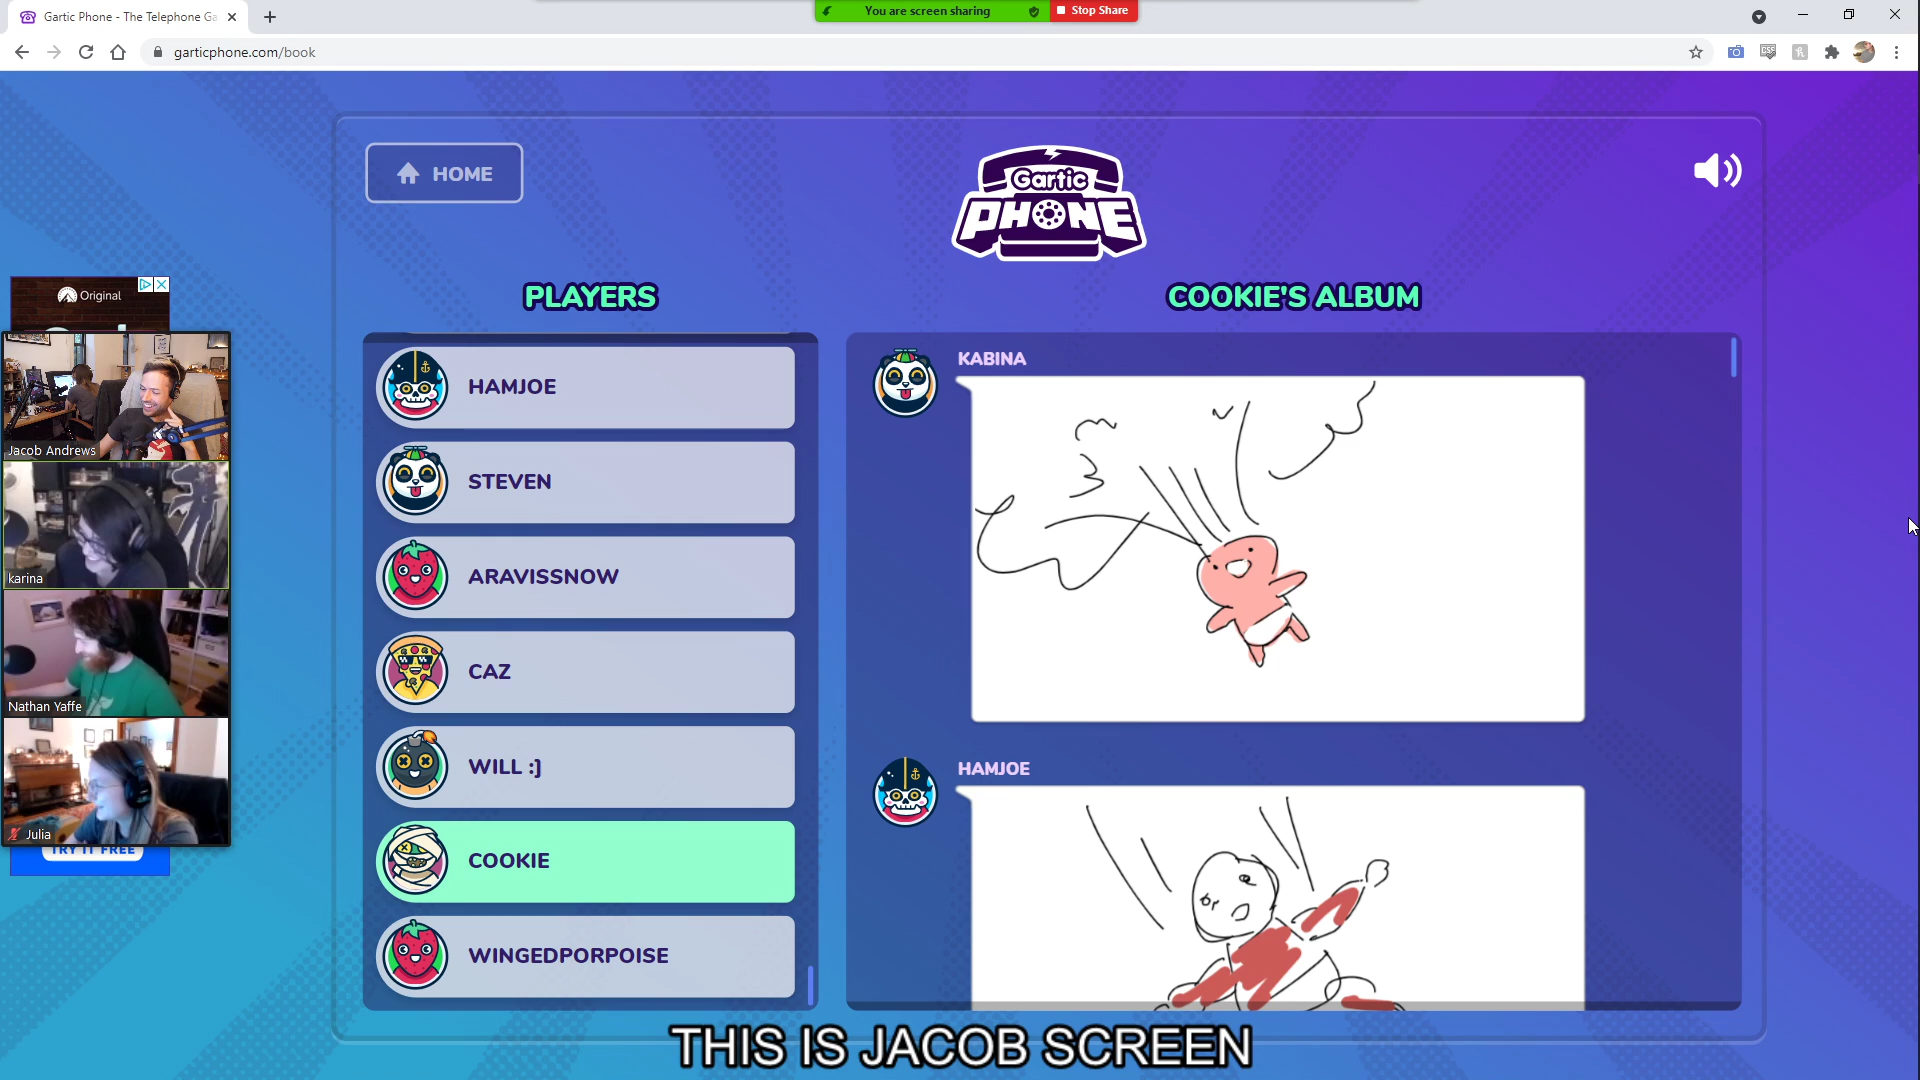 Gartic Phone - The Telephone Ga
You are screen sharing
Stop Share
garticphone.com/book
HOME
Gartic
PHONE
PLAYERS
COOKIE'S ALBUM
Original
Jacob Andrews
karina
Nathan Yaffe
Julia
TRY IT FREE
HAMJOE
STEVEN
ARAVISSNOW
CAZ
WILL :]
COOKIE
WINGEDPORPOISE
KABINA
HAMJOE
THIS IS JACOB SCREEN